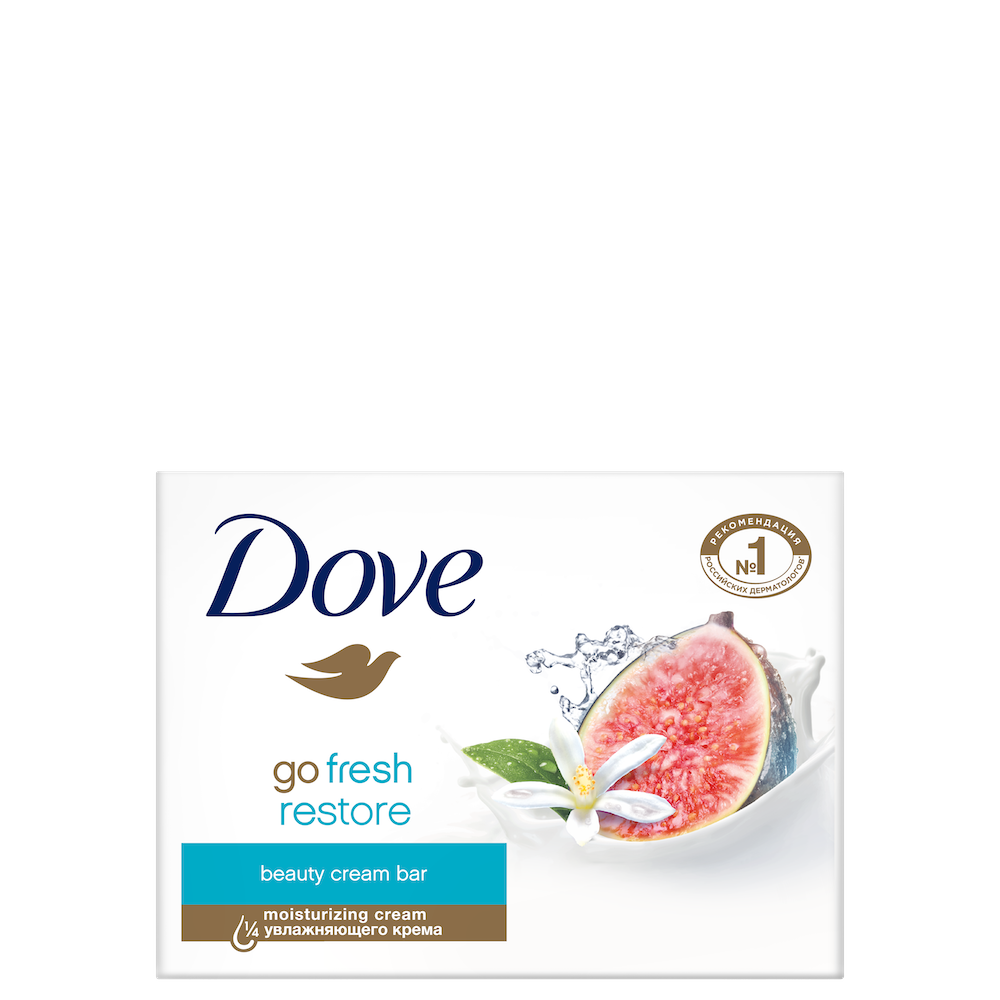 Dove
РЕКОМЕНДАЦИЯ
№1
РОССИЙСКИХ ДЕРМАТОЛОГОВ*
go fresh
restore
beauty cream bar
moisturizing cream
¼ увлажняющего крема